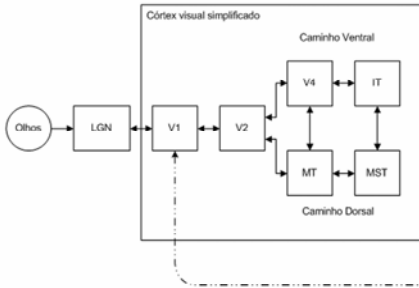 Córtex visual simplificado
Caminho Ventral
V4
IT
Olhos
LGN
V1
V2
MT
MST
Caminho Dorsal